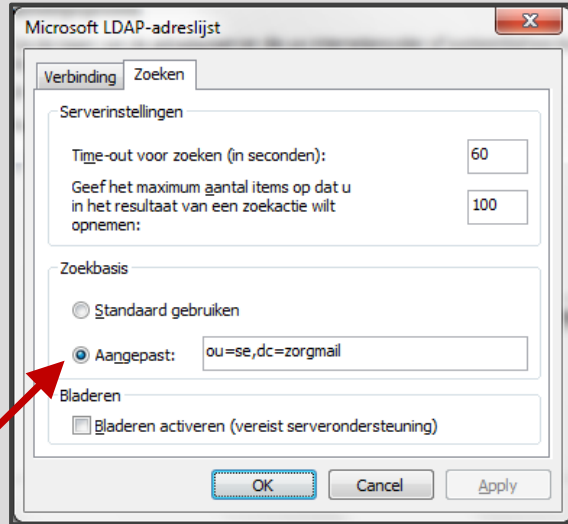 Microsoft LDAP-adreslijst
Verbinding Zoeken
Serverinstellingen
Time-out voor zoeken (in seconden): 60
Geef het maximum aantal items op dat u
in het resultaat van een zoekactie wilt 100
opnemen:
Zoekbasis
Standaard gebruiken
Aangepast: ou=se,dc=zorgmail
Bladeren
Bladeren activeren (vereist serverondersteuning)
OK Cancel Apply